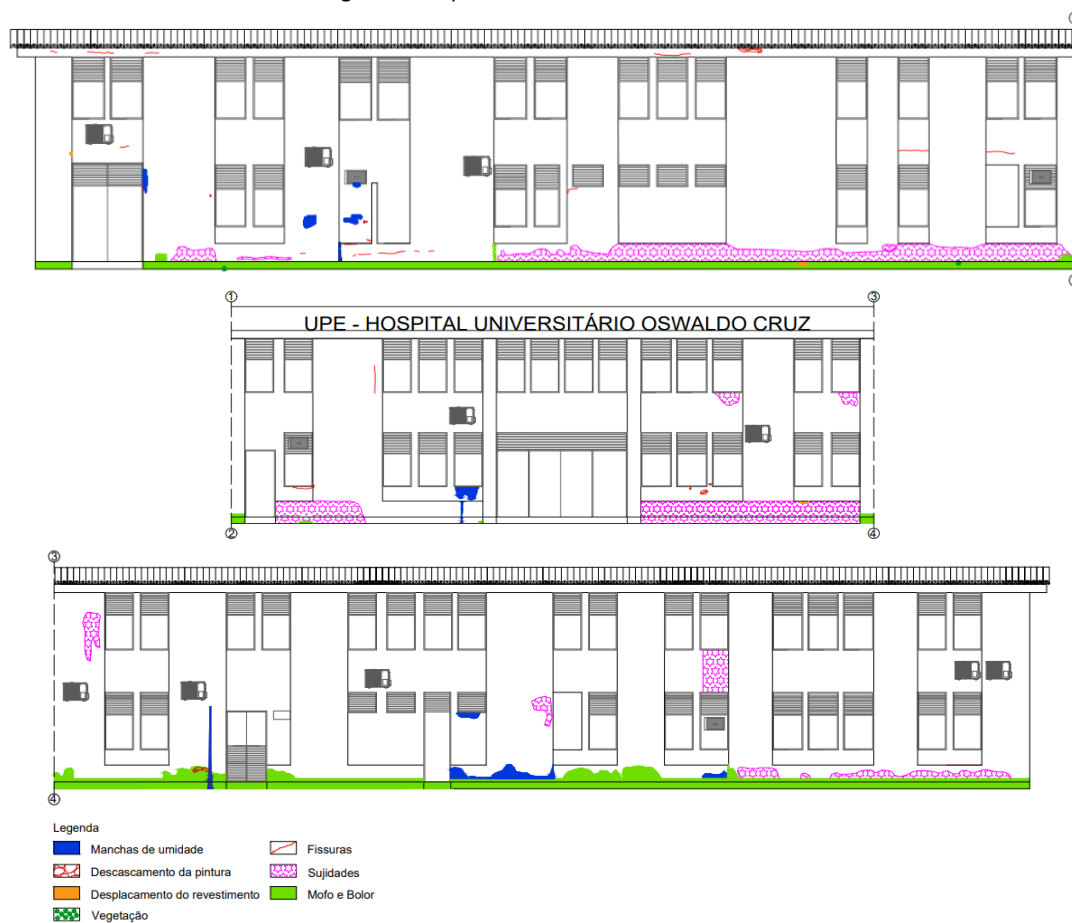 1
3
UPE - HOSPITAL UNIVERSITÁRIO OSWALDO CRUZ
2
4
3
4
Legenda
Manchas de umidade
Fissuras
Descascamento da pintura
Sujidades
Desplacamento do revestimento
Mofo e Bolor
Vegetação